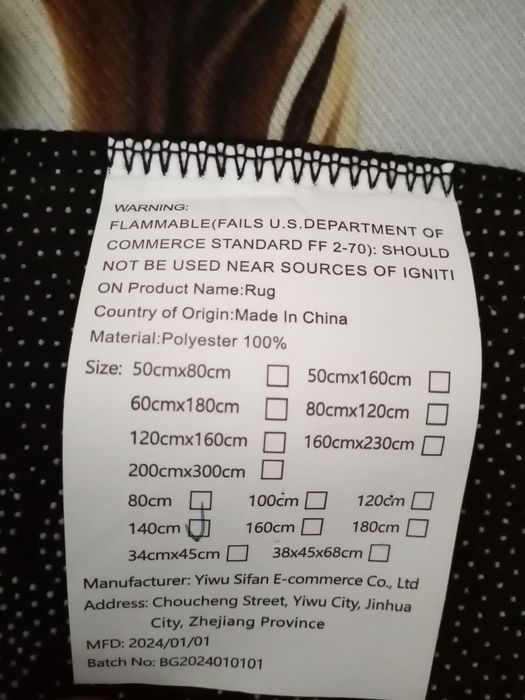 WARNING:
FLAMMABLE(FAILS U.S.DEPARTMENT OF
COMMERCE STANDARD FF 2-70): SHOULD
NOT BE USED NEAR SOURCES OF IGNITI
ON Product Name:Rug
Country of Origin:Made In China
Material:Polyester 100%
Size: 50cmx80cm ☐ 50cmx160cm ☐
60cmx180cm ☐ 80cmx120cm ☐
120cmx160cm ☐ 160cmx230cm ☐
200cmx300cm ☐
80cm ☐ 100cm ☐ 120cm ☐
140cm ☐ 160cm ☐ 180cm ☐
34cmx45cm ☐ 38x45x68cm ☐
Manufacturer: Yiwu Sifan E-commerce Co., Ltd
Address: Choucheng Street, Yiwu City, Jinhua
City, Zhejiang Province
MFD: 2024/01/01
Batch No: BG2024010101